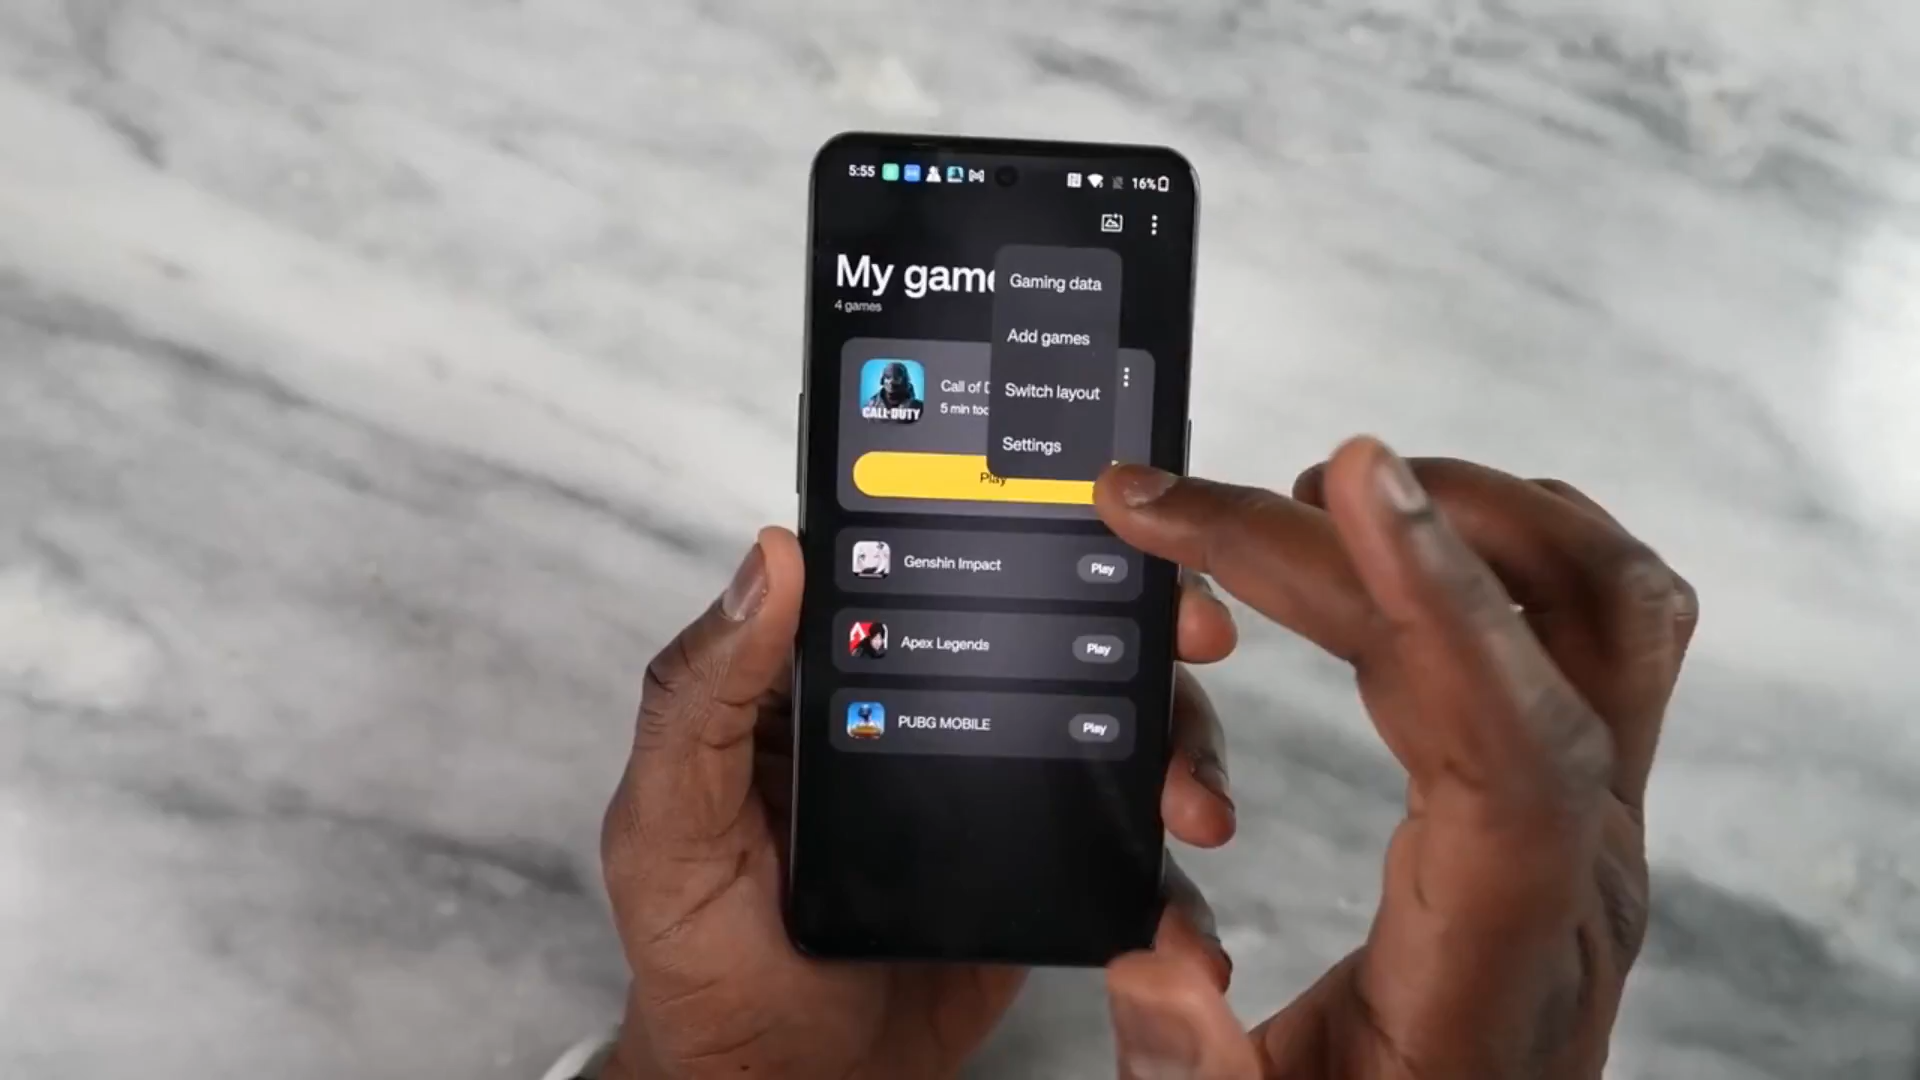 5:55
16%
My game
4 games
Gaming data
Add games
Switch layout
Settings
CALL·DUTY
Call of D
5 min toc
Play
Genshin Impact
Play
Apex Legends
Play
PUBG MOBILE
Play